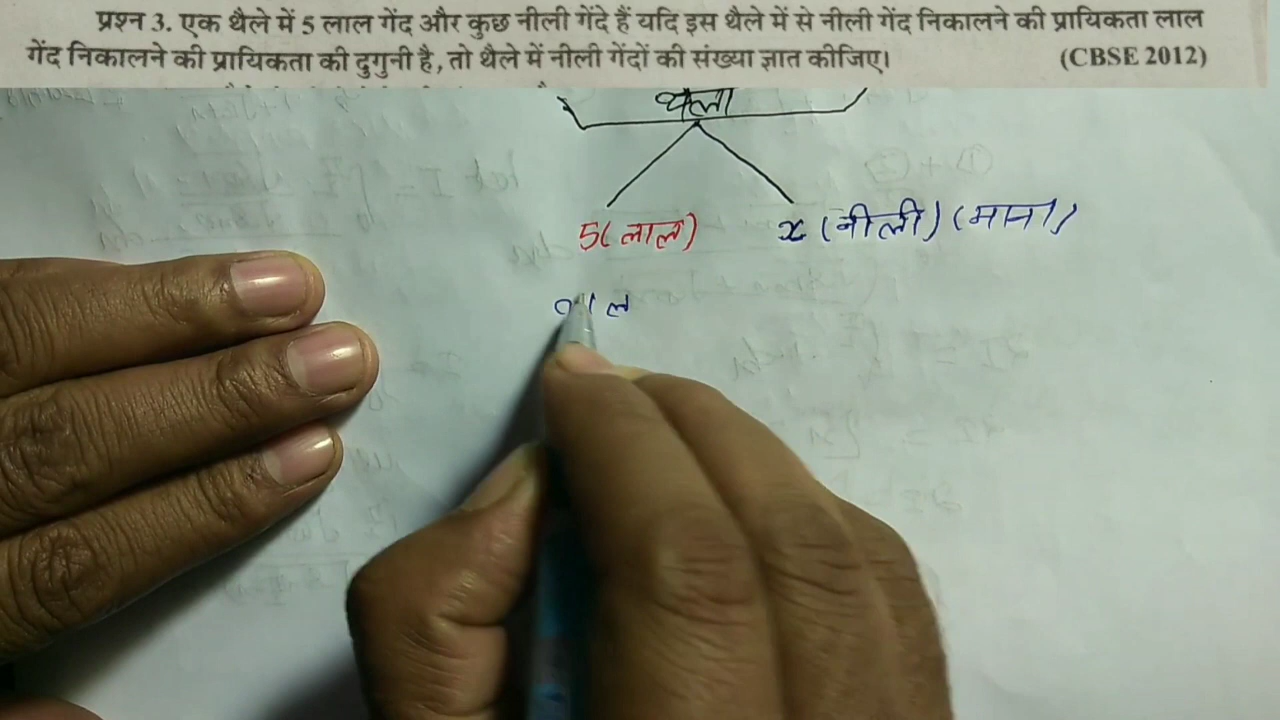 प्रश्न 3. एक थैले में 5 लाल गेंद और कुछ नीली गेंदे हैं यदि इस थैले में से नीली गेंद निकालने की प्रायिकता लाल
गेंद निकालने की प्रायिकता की दुगुनी है, तो थैले में नीली गेंदों की संख्या ज्ञात कीजिए। (CBSE 2012)
थैला
5(लाल) x (नीली) (माना)
लाल